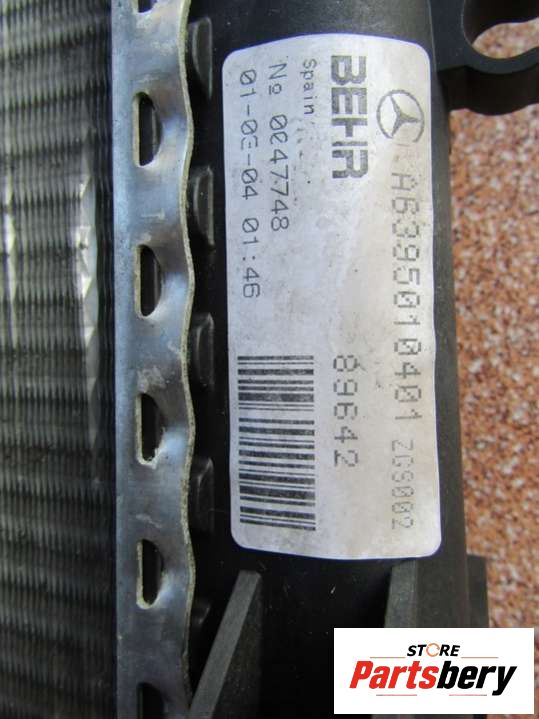 A6395010401 ZGS002
BEHR
89642
Spain
№ 0047748
01-03-04 01:46
STORE
Partsbery